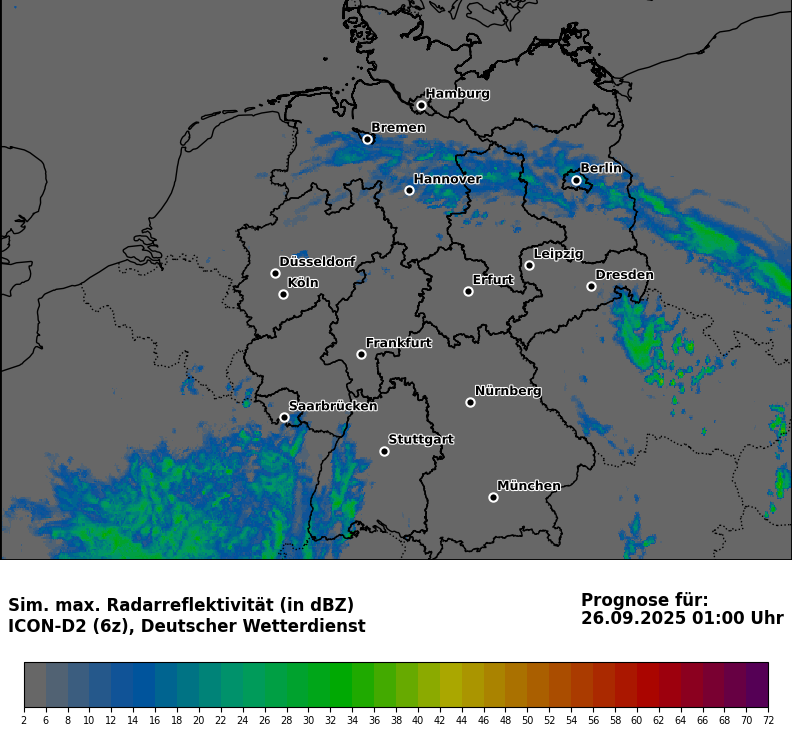 Hamburg
Bremen
Berlin
Hannover
Düsseldorf
Leipzig
Köln
Erfurt
Dresden
Frankfurt
Nürnberg
Saarbrücken
Stuttgart
München
Sim. max. Radarreflektivität (in dBZ)
ICON-D2 (6z), Deutscher Wetterdienst
Prognose für:
26.09.2025 01:00 Uhr
2 6 8 10 12 14 16 18 20 22 24 26 28 30 32 34 36 38 40 42 44 46 48 50 52 54 56 58 60 62 64 66 68 70 72